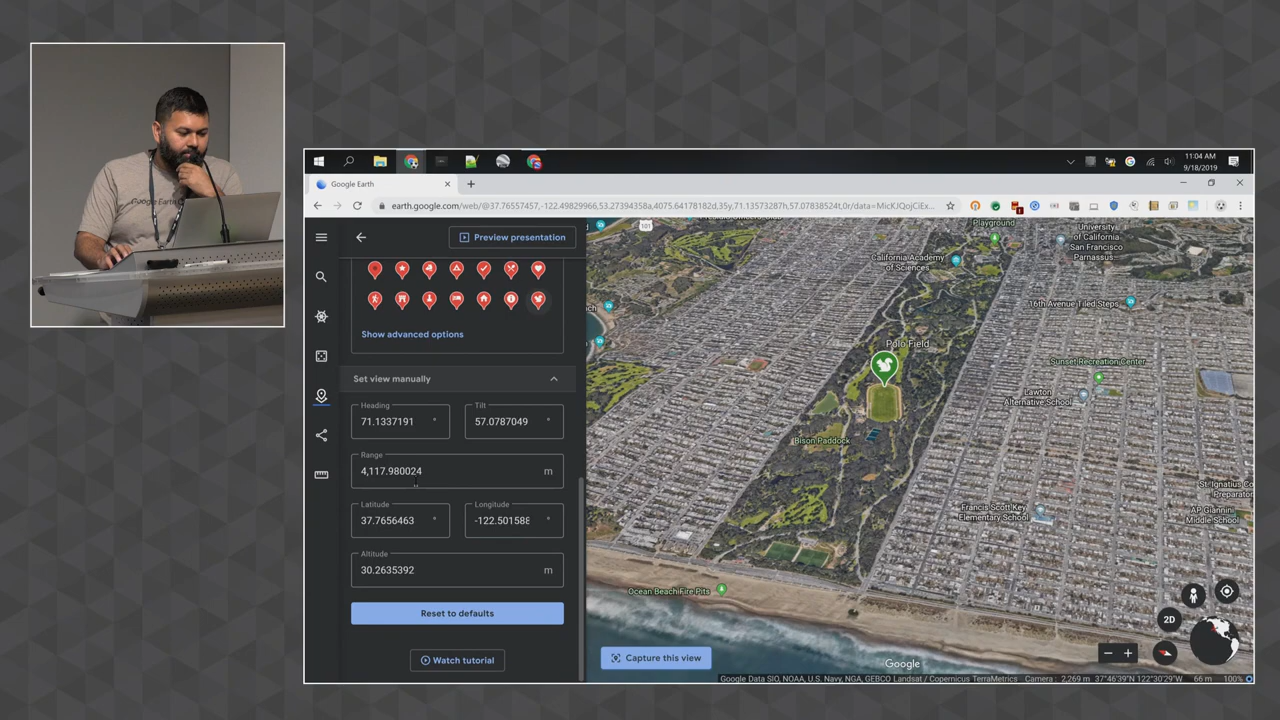 Google Earth
11:04 AM
9/18/2019
Google Earth
earth.google.com/web/@37.76557457,-122.49829966,53.27394358a,4075.64178182d,35y,71.13573287h,57.07838524t,0r/data=MicKJQojCiEx...
Preview presentation
Show advanced options
Set view manually
Heading
71.1337191 °
Tilt
57.0787049 °
Range
4,117.980024 m
Latitude
37.7656463 °
Longitude
-122.501588 °
Altitude
30.2635392 m
Reset to defaults
Watch tutorial
101
Playground
University
of California
San Francisco
Parnassus...
California Academy
of Sciences
16th Avenue Tiled Steps
ch
Polo Field
Sunset Recreation Center
Lawton
Alternative School
Bison Paddock
St. Ignatius Co
Preparator
Francis Scott Key
Elementary School
AP Giannini
Middle School
Ocean Beach Fire Pits
2D
Capture this view
Google
Google Data SIO, NOAA, U.S. Navy, NGA, GEBCO Landsat / Copernicus TerraMetrics
Camera : 2,269 m 37°46'39"N 122°30'29"W 66 m 100%